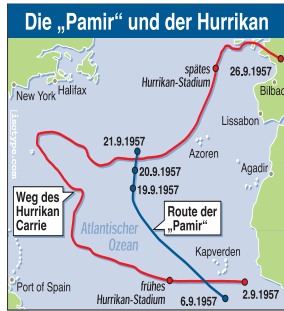 Die „Pamir“ und der Hurrikan
spätes
Hurrikan-Stadium
26.9.1957
Halifax
New York
Bilbao
Lissabon
21.9.1957
Azoren
20.9.1957
Agadir
19.9.1957
Weg des
Hurrikan
Carrie
Route der
„Pamir“
Atlantischer
Ozean
Kapverden
Port of Spain
frühes
Hurrikan-Stadium
2.9.1957
6.9.1957